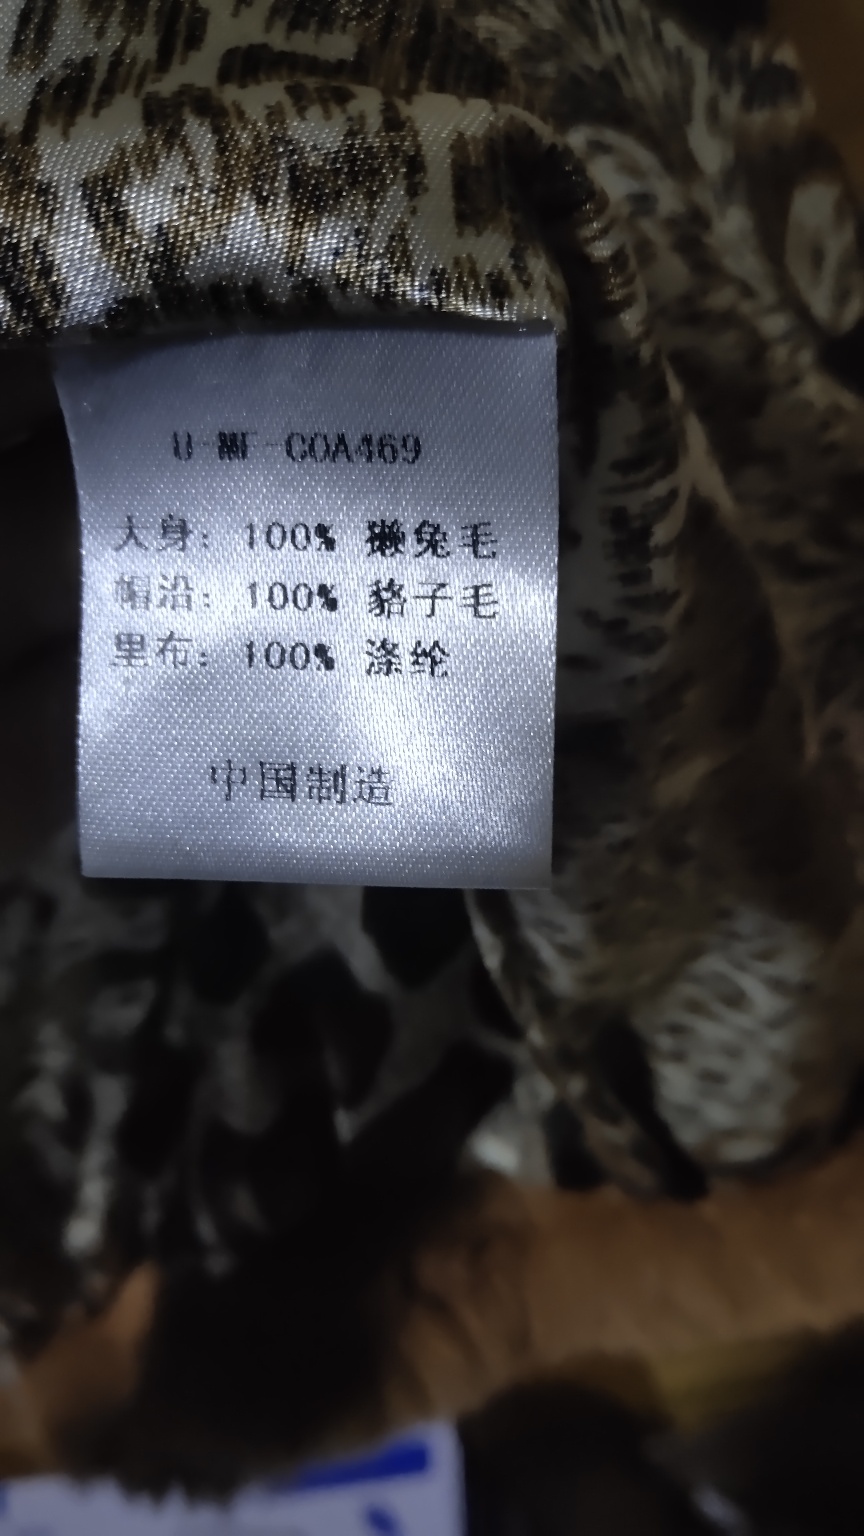 U-MF-COA469
大身：100% 獭兔毛
帽沿：100% 貉子毛
里布：100% 涤纶
中国制造